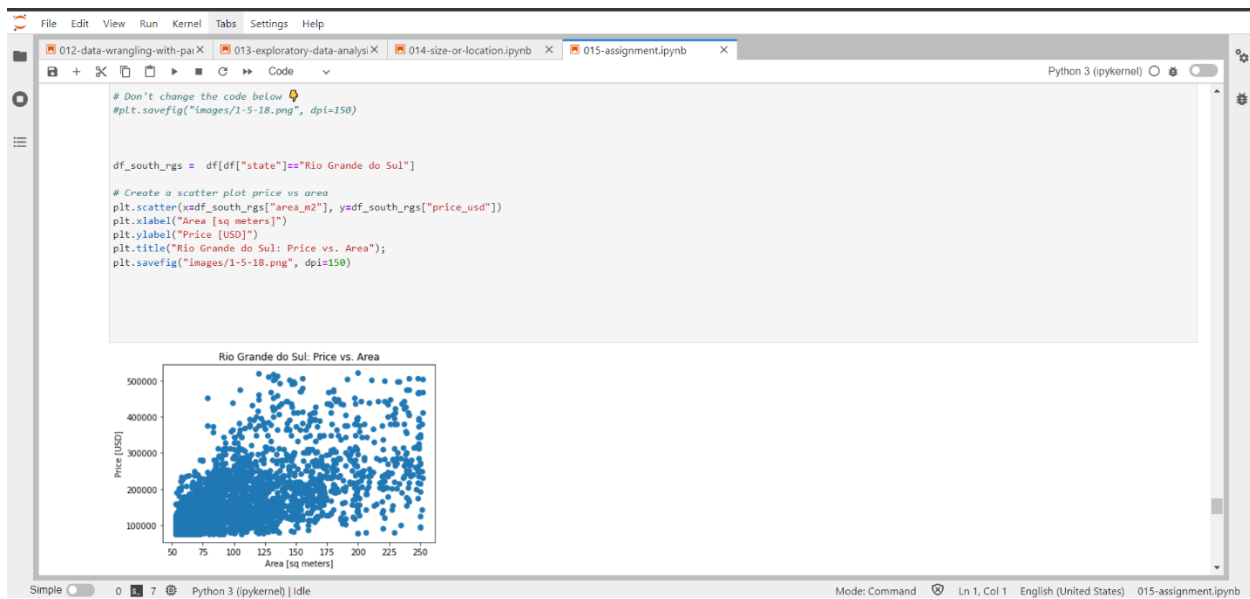 File Edit View Run Kernel Tabs Settings Help
012-data-wrangling-with-pai 013-exploratory-data-analysi 014-size-or-location.ipynb 015-assignment.ipynb
Code Python 3 (ipykernel)
# Don't change the code below 👇
#plt.savefig("images/1-5-18.png", dpi=150)
df_south_rgs = df[df["state"]=="Rio Grande do Sul"]
# Create a scatter plot price vs area
plt.scatter(x=df_south_rgs["area_m2"], y=df_south_rgs["price_usd"])
plt.xlabel("Area [sq meters]")
plt.ylabel("Price [USD]")
plt.title("Rio Grande do Sul: Price vs. Area");
plt.savefig("images/1-5-18.png", dpi=150)
Rio Grande do Sul: Price vs. Area
500000
400000
300000
200000
100000
Price [USD]
50 75 100 125 150 175 200 225 250
Area [sq meters]
Simple 0 7 Python 3 (ipykernel) | Idle Mode: Command Ln 1, Col 1 English (United States) 015-assignment.ipynb